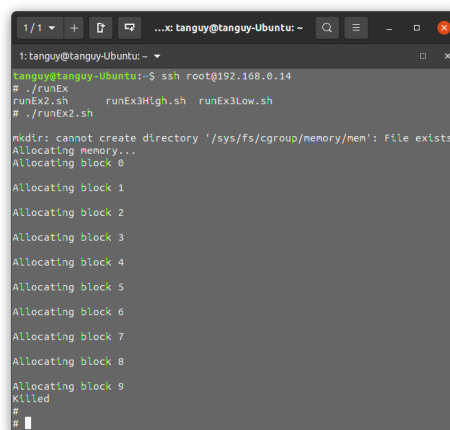 1 / 1
...x: tanguy@tanguy-Ubuntu: ~
1: tanguy@tanguy-Ubuntu: ~
tanguy@tanguy-Ubuntu:~$ ssh root@192.168.0.14
# ./runEx
runEx2.sh runEx3High.sh runEx3Low.sh
# ./runEx2.sh
mkdir: cannot create directory '/sys/fs/cgroup/memory/mem': File exists
Allocating memory...
Allocating block 0
Allocating block 1
Allocating block 2
Allocating block 3
Allocating block 4
Allocating block 5
Allocating block 6
Allocating block 7
Allocating block 8
Allocating block 9
Killed
#
#